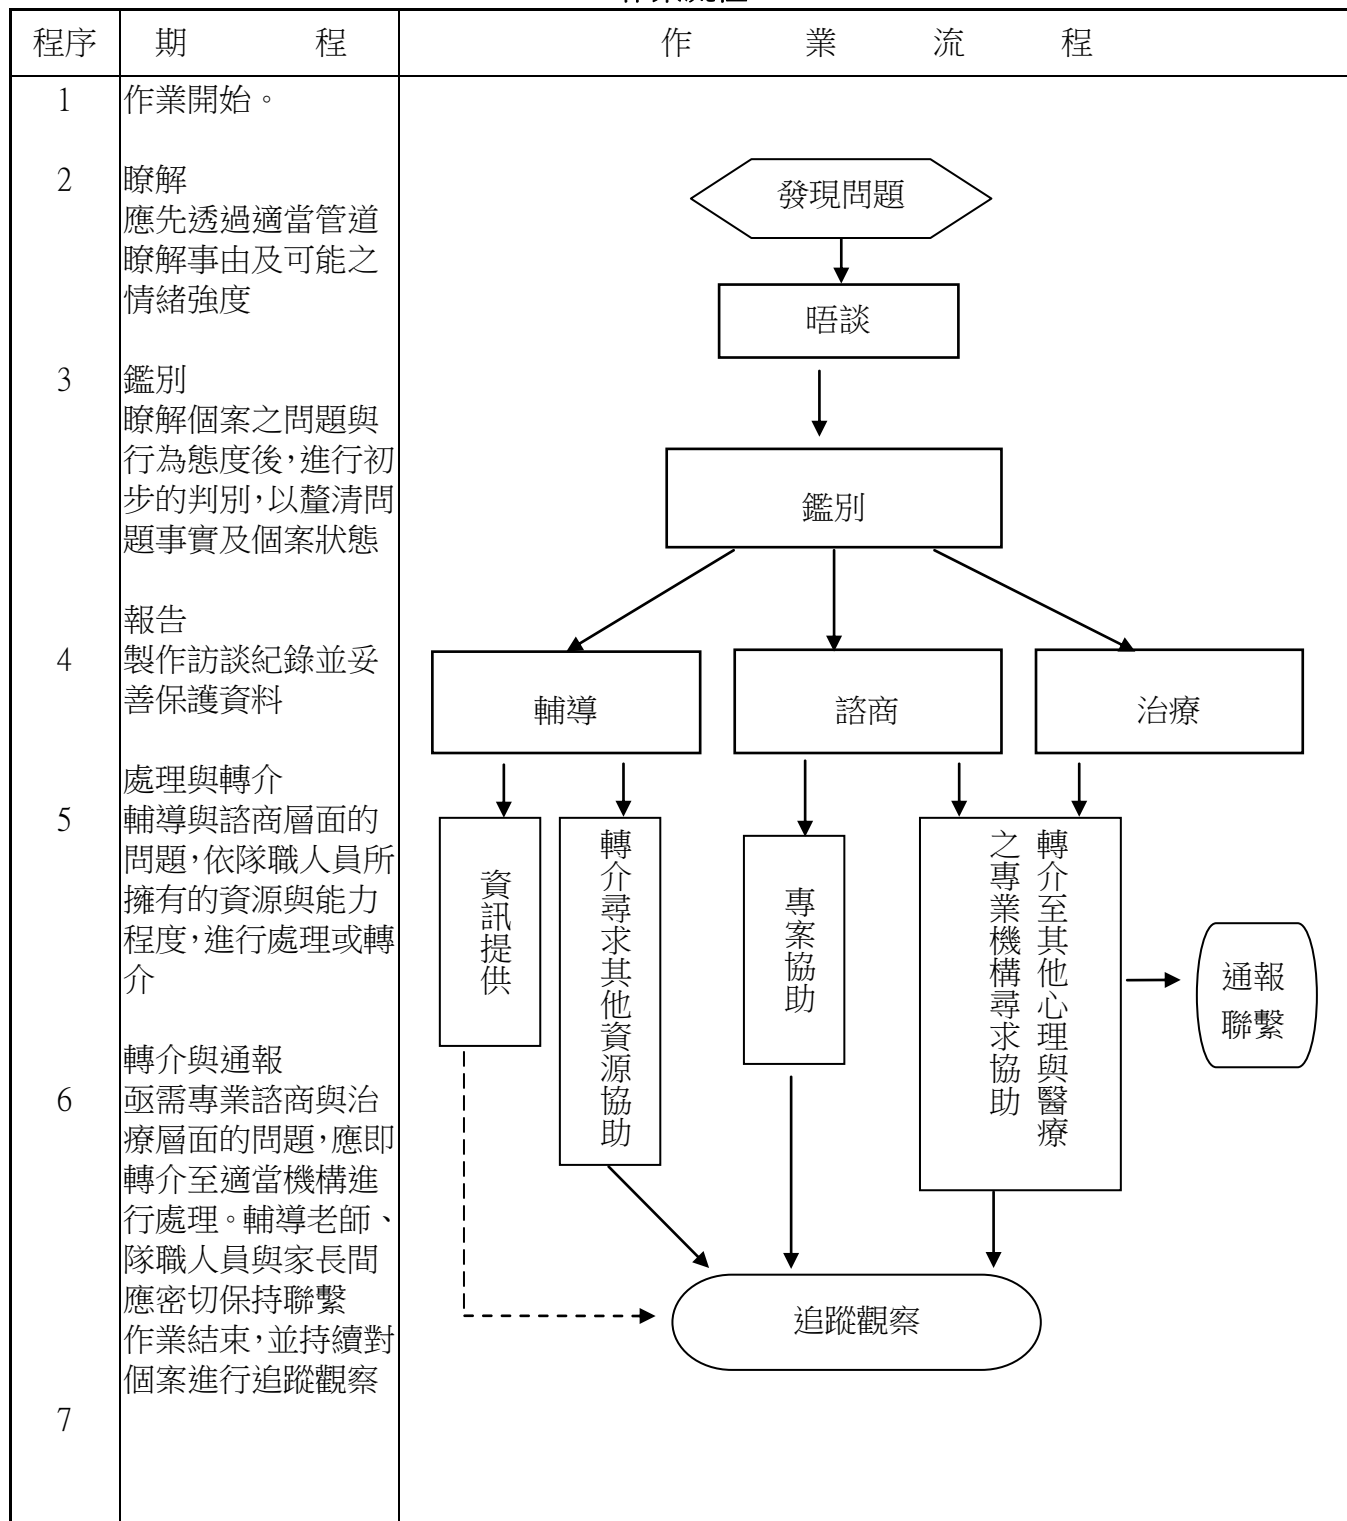 程序
期 程
作 業 流 程
1
作業開始。
2
瞭解
應先透過適當管道
瞭解事由及可能之
情緒強度
3
鑑別
瞭解個案之問題與
行為態度後,進行初
步的判別,以釐清問
題事實及個案狀態
報告
4
製作訪談紀錄並妥
善保護資料
處理與轉介
5
輔導與諮商層面的
問題,依隊職人員所
擁有的資源與能力
程度,進行處理或轉
介
轉介與通報
6
亟需專業諮商與治
療層面的問題,應即
轉介至適當機構進
行處理。輔導老師、
隊職人員與家長間
應密切保持聯繫
作業結束,並持續對
個案進行追蹤觀察
7
發現問題
晤談
鑑別
輔導
諮商
治療
資訊提供
轉介尋求其他資源協助
專案協助
轉介至其他心理與醫療
之專業機構尋求協助
通報
聯繫
追蹤觀察